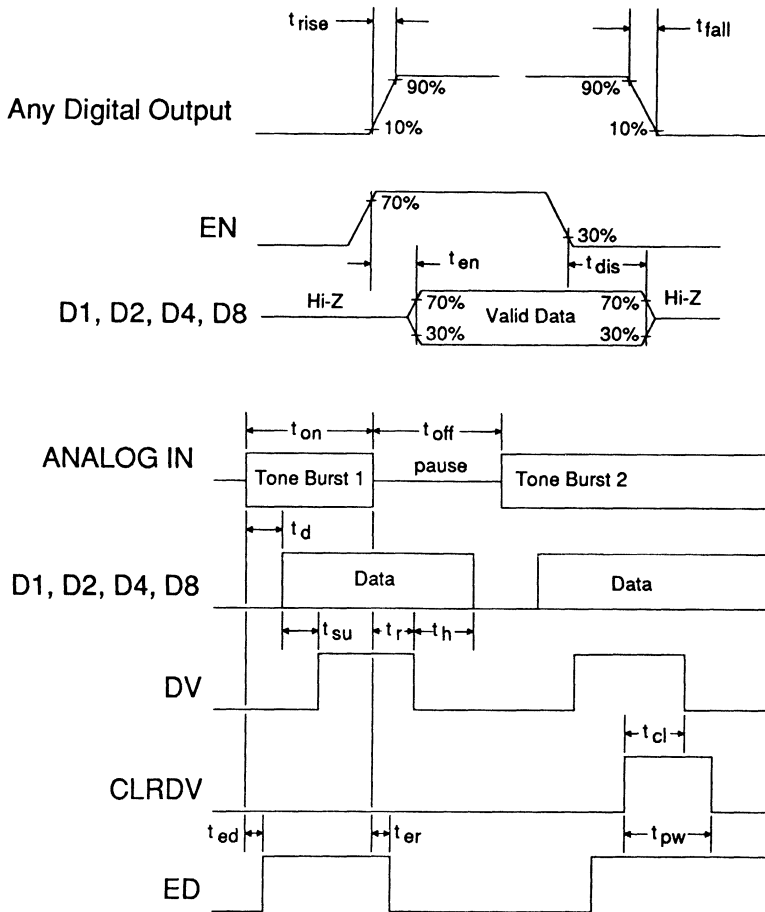 t rise
t fall
90%
90%
Any Digital Output
10%
10%
EN
70%
30%
t en
t dis
Hi-Z
70%
70%
Hi-Z
D1, D2, D4, D8
Valid Data
30%
30%
t on
t off
ANALOG IN
pause
Tone Burst 1
Tone Burst 2
t d
D1, D2, D4, D8
Data
Data
t su
t r
t h
DV
t cl
CLRDV
t ed
t er
t pw
ED